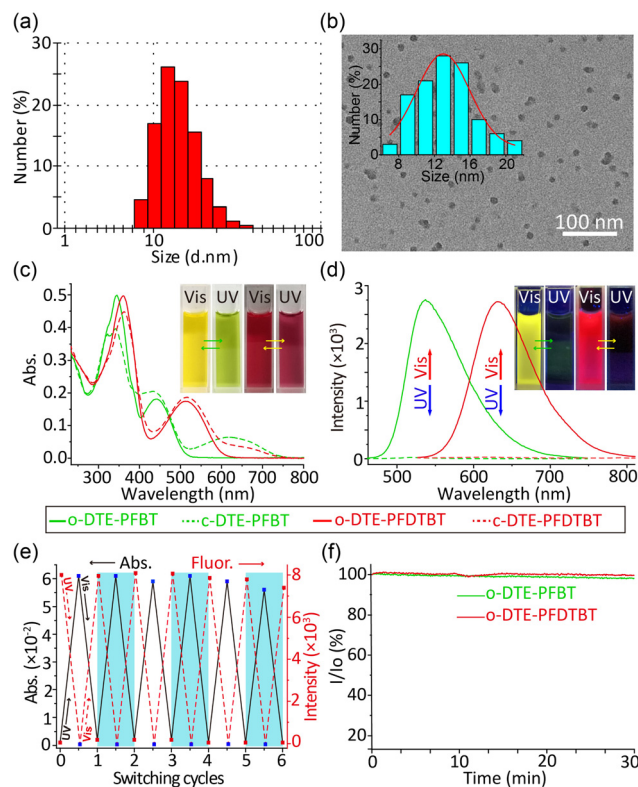 (a)
30
20
10
0
Number (%)
1
10
100
Size (d.nm)
(b)
30
20
10
0
Number (%)
8
12
16
20
Size (nm)
100 nm
(c)
Vis
UV
Vis
UV
0.5
0.4
0.3
0.2
0.1
0.0
Abs.
300
400
500
600
700
800
Wavelength (nm)
(d)
Vis
UV
Vis
UV
3
2
1
0
Intensity (×10³)
UV
Vis
UV
Vis
500
600
700
800
Wavelength (nm)
o-DTE-PFBT
c-DTE-PFBT
o-DTE-PFDTBT
c-DTE-PFDTBT
(e)
Abs.
Fluor.
6
5
4
3
2
1
0
Abs. (×10⁻²)
UV
Vis
UV
Vis
8
6
4
2
0
Intensity (×10³)
0
1
2
3
4
5
6
Switching cycles
(f)
100
80
60
40
20
I/Io (%)
o-DTE-PFBT
o-DTE-PFDTBT
0
10
20
30
Time (min)